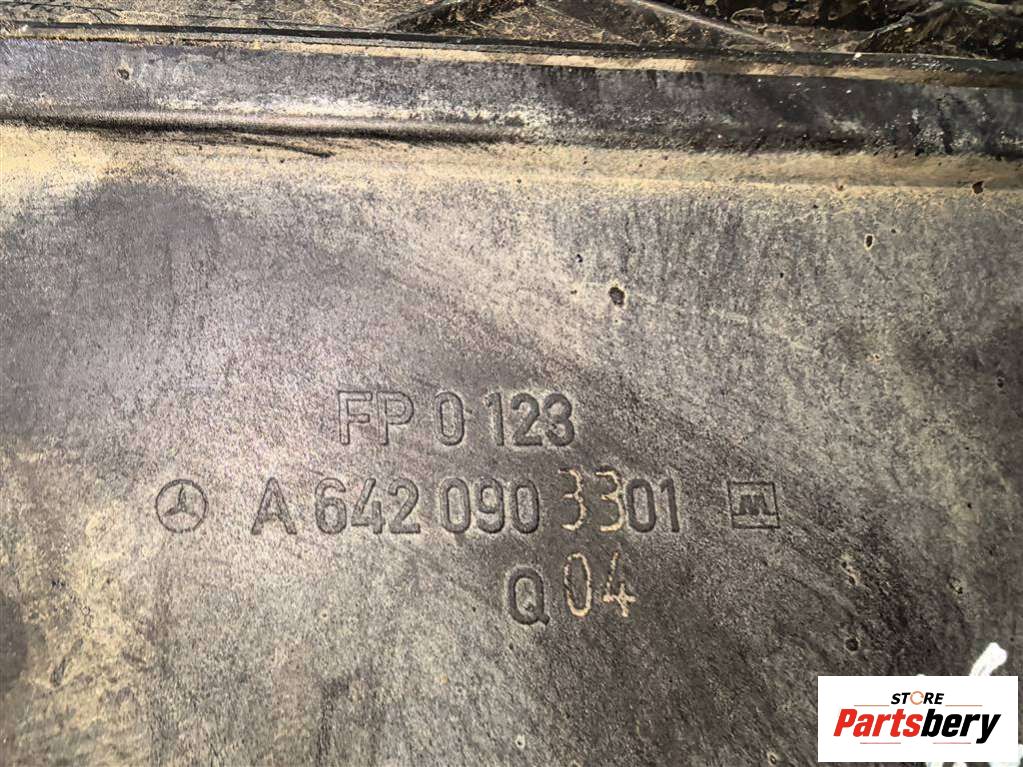 FP 0 123
A 642 090 3301
Q 04
STORE
Partsbery